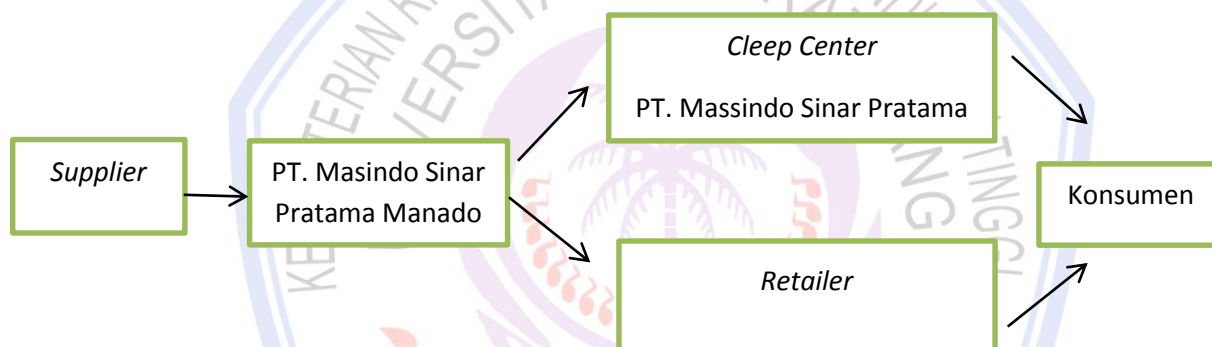 Cleep Center
PT. Massindo Sinar Pratama
Supplier
PT. Masindo Sinar
Pratama Manado
Konsumen
Retailer